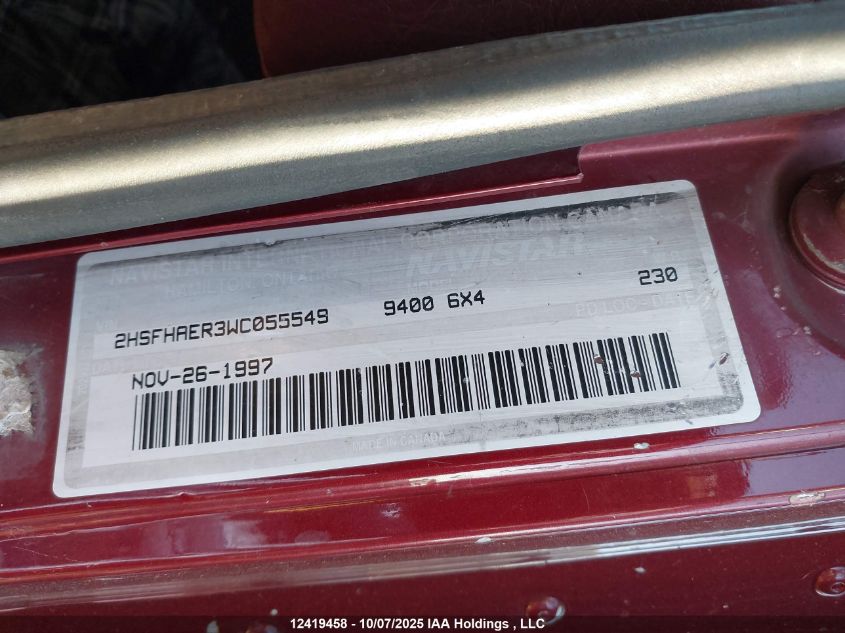 NAVISTAR
2HSFHAER3WC055549 9400 6X4 230
NOV-26-1997
MADE IN CANADA
12419458 - 10/07/2025 IAA Holdings , LLC